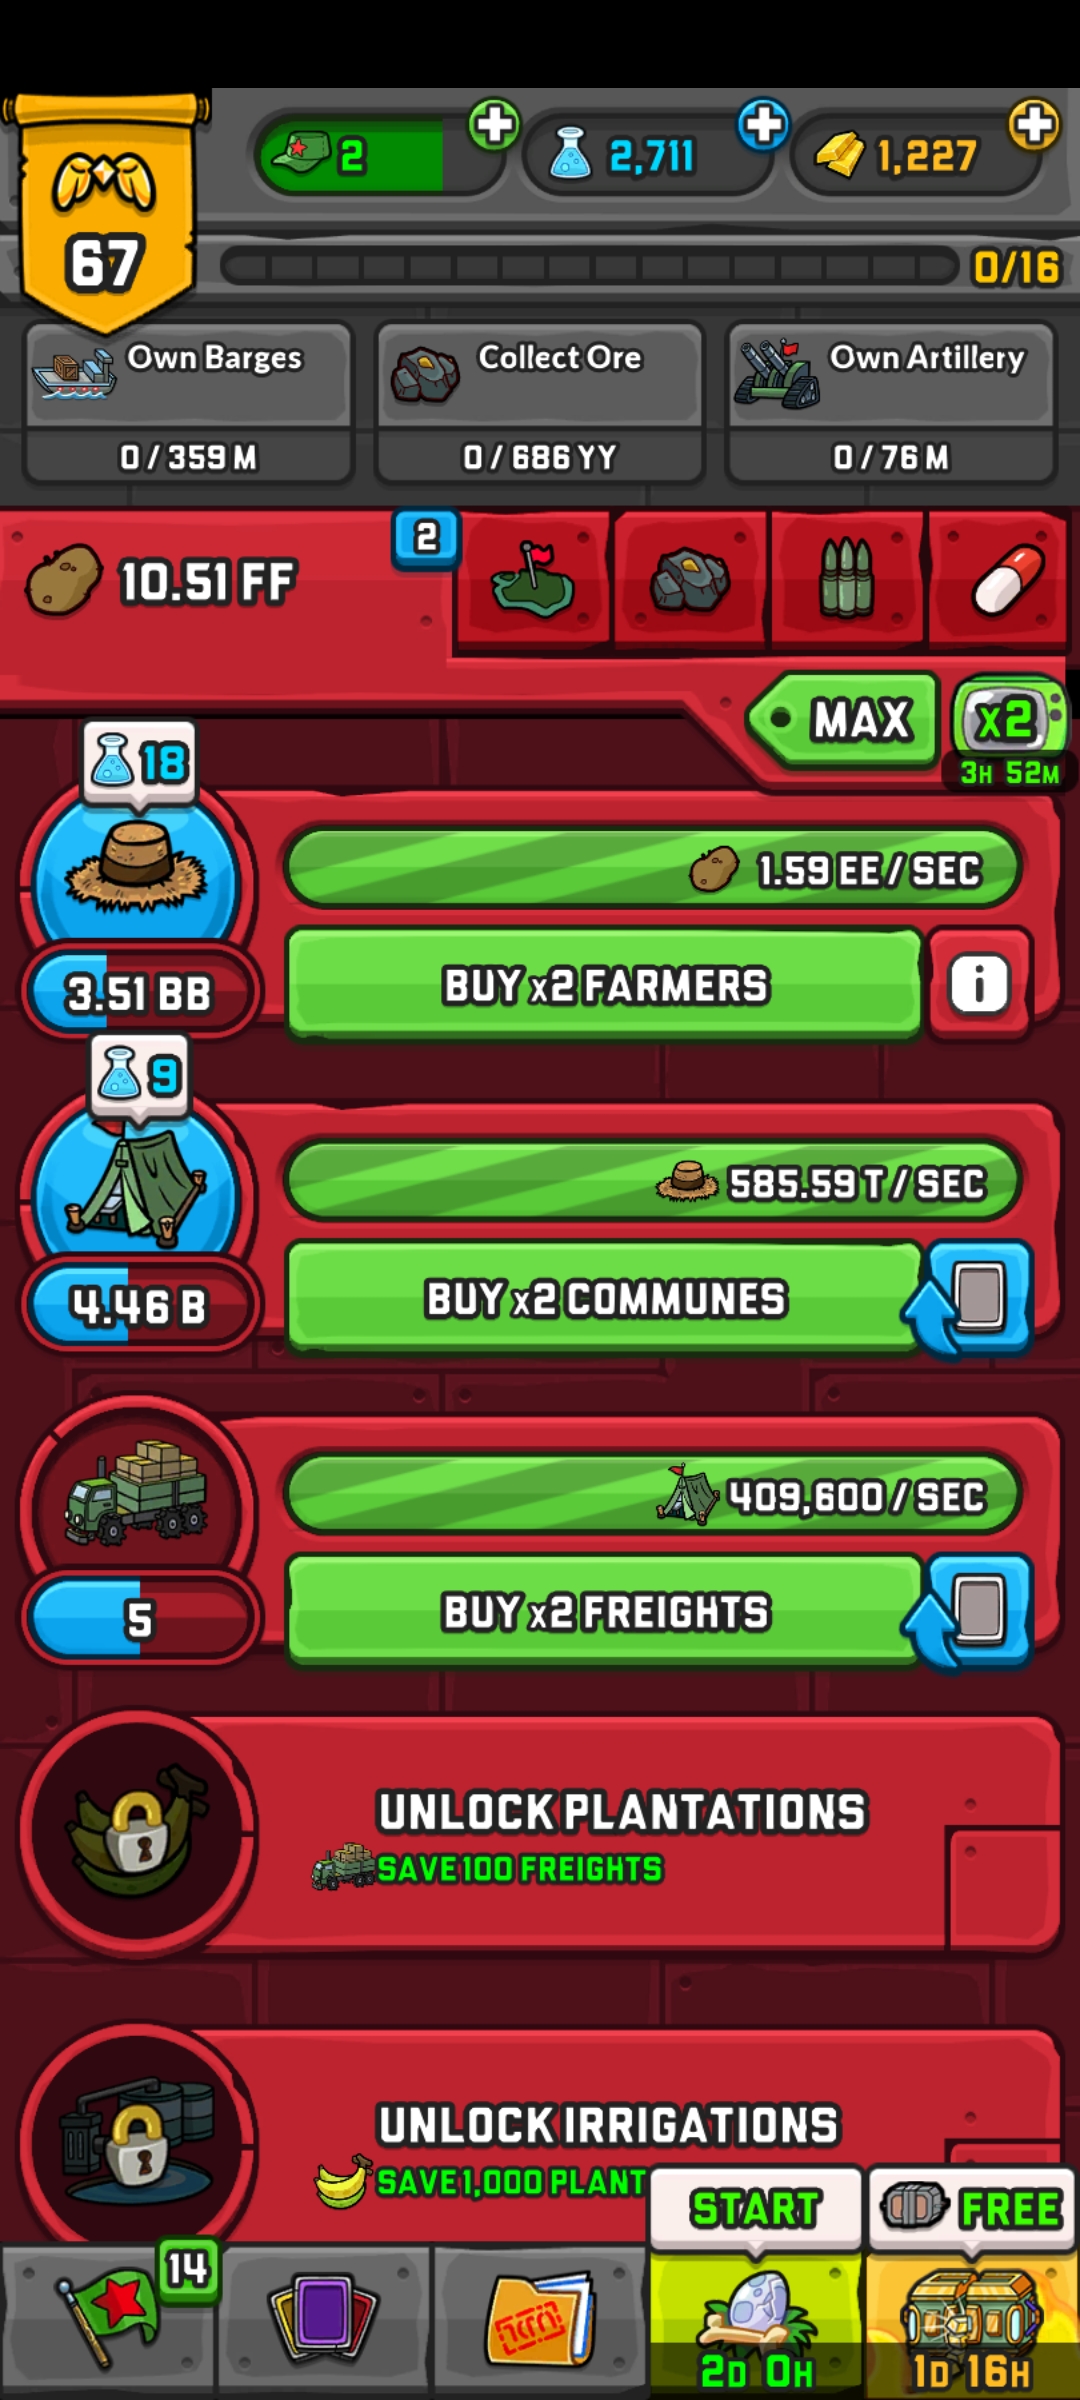 2
2,711
1,227
67
0/16
Own Barges
Collect Ore
Own Artillery
0 / 359 M
0 / 686 YY
0 / 76 M
10.51 FF
2
MAX
x2
3H 52M
18
1.59 EE / SEC
3.51 BB
BUY x2 FARMERS
i
9
585.59 T / SEC
4.46 B
BUY x2 COMMUNES
409,600 / SEC
5
BUY x2 FREIGHTS
UNLOCK PLANTATIONS
SAVE 100 FREIGHTS
UNLOCK IRRIGATIONS
SAVE 1,000 PLANT
START
FREE
14
2D 0H
1D 16H